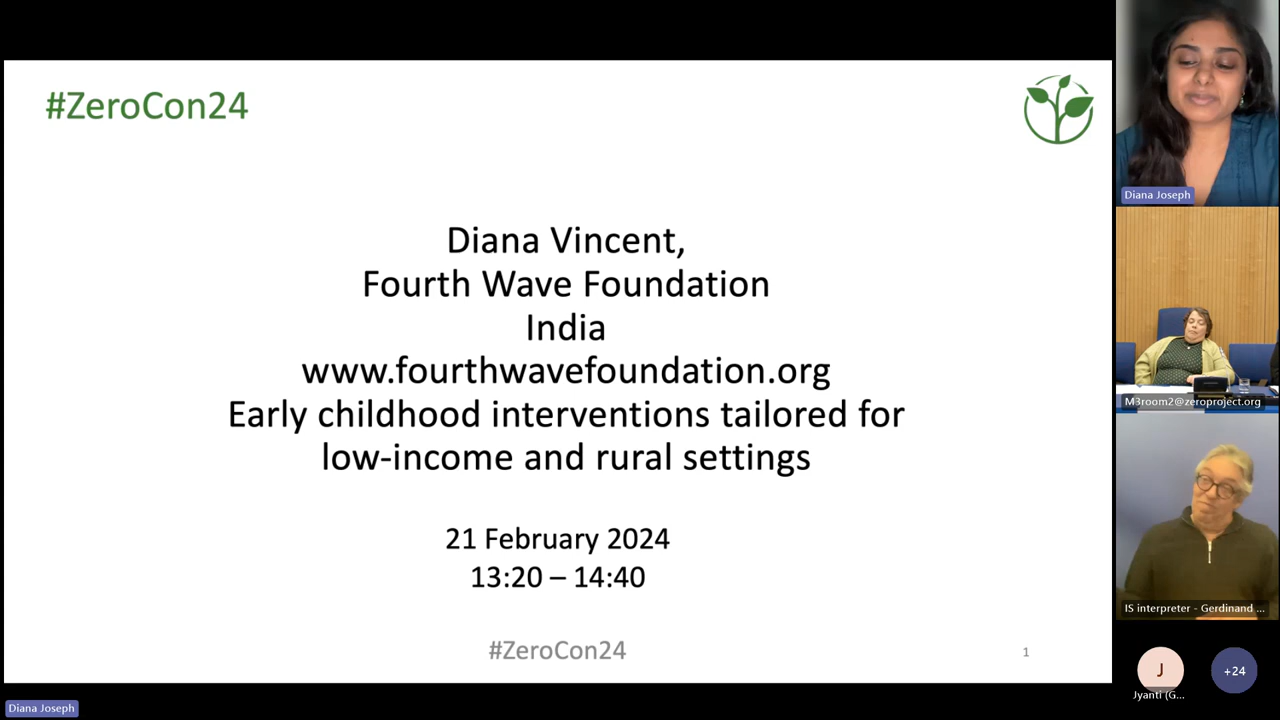 #ZeroCon24
Diana Vincent,
Fourth Wave Foundation
India
www.fourthwavefoundation.org
Early childhood interventions tailored for
low-income and rural settings
21 February 2024
13:20 – 14:40
#ZeroCon24
1
Diana Joseph
Diana Joseph
M3room2@zeroproject.org
IS interpreter - Gerdinand ...
J
+24
Jyanti (G...